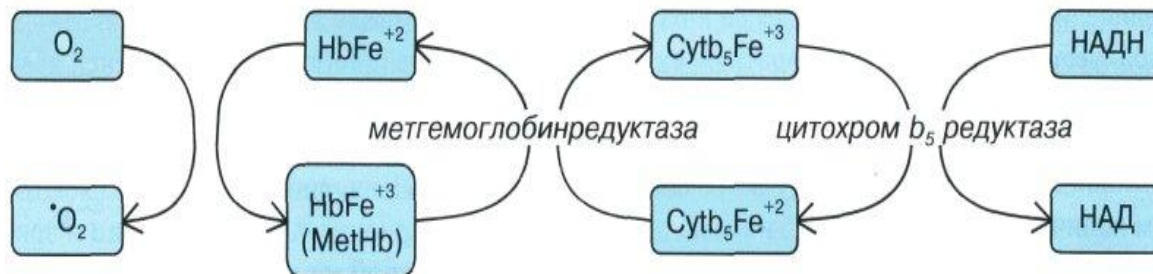 O₂
HbFe⁺²
Cytb₅Fe⁺³
НАДН
метгемоглобинредуктаза
цитохром b₅ редуктаза
•O₂
HbFe⁺³
(MetHb)
Cytb₅Fe⁺²
НАД